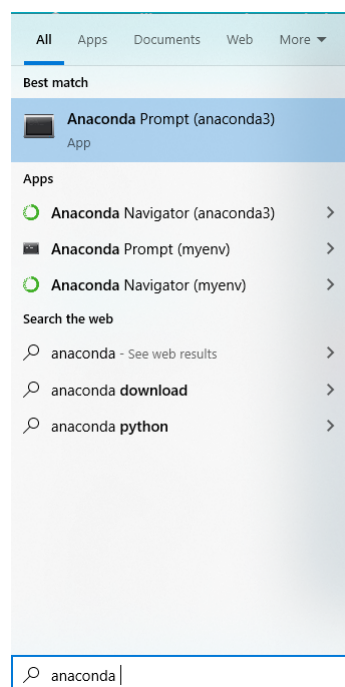 All Apps Documents Web More
Best match
Anaconda Prompt (anaconda3)
App
Apps
Anaconda Navigator (anaconda3)
Anaconda Prompt (myenv)
Anaconda Navigator (myenv)
Search the web
anaconda - See web results
anaconda download
anaconda python
anaconda